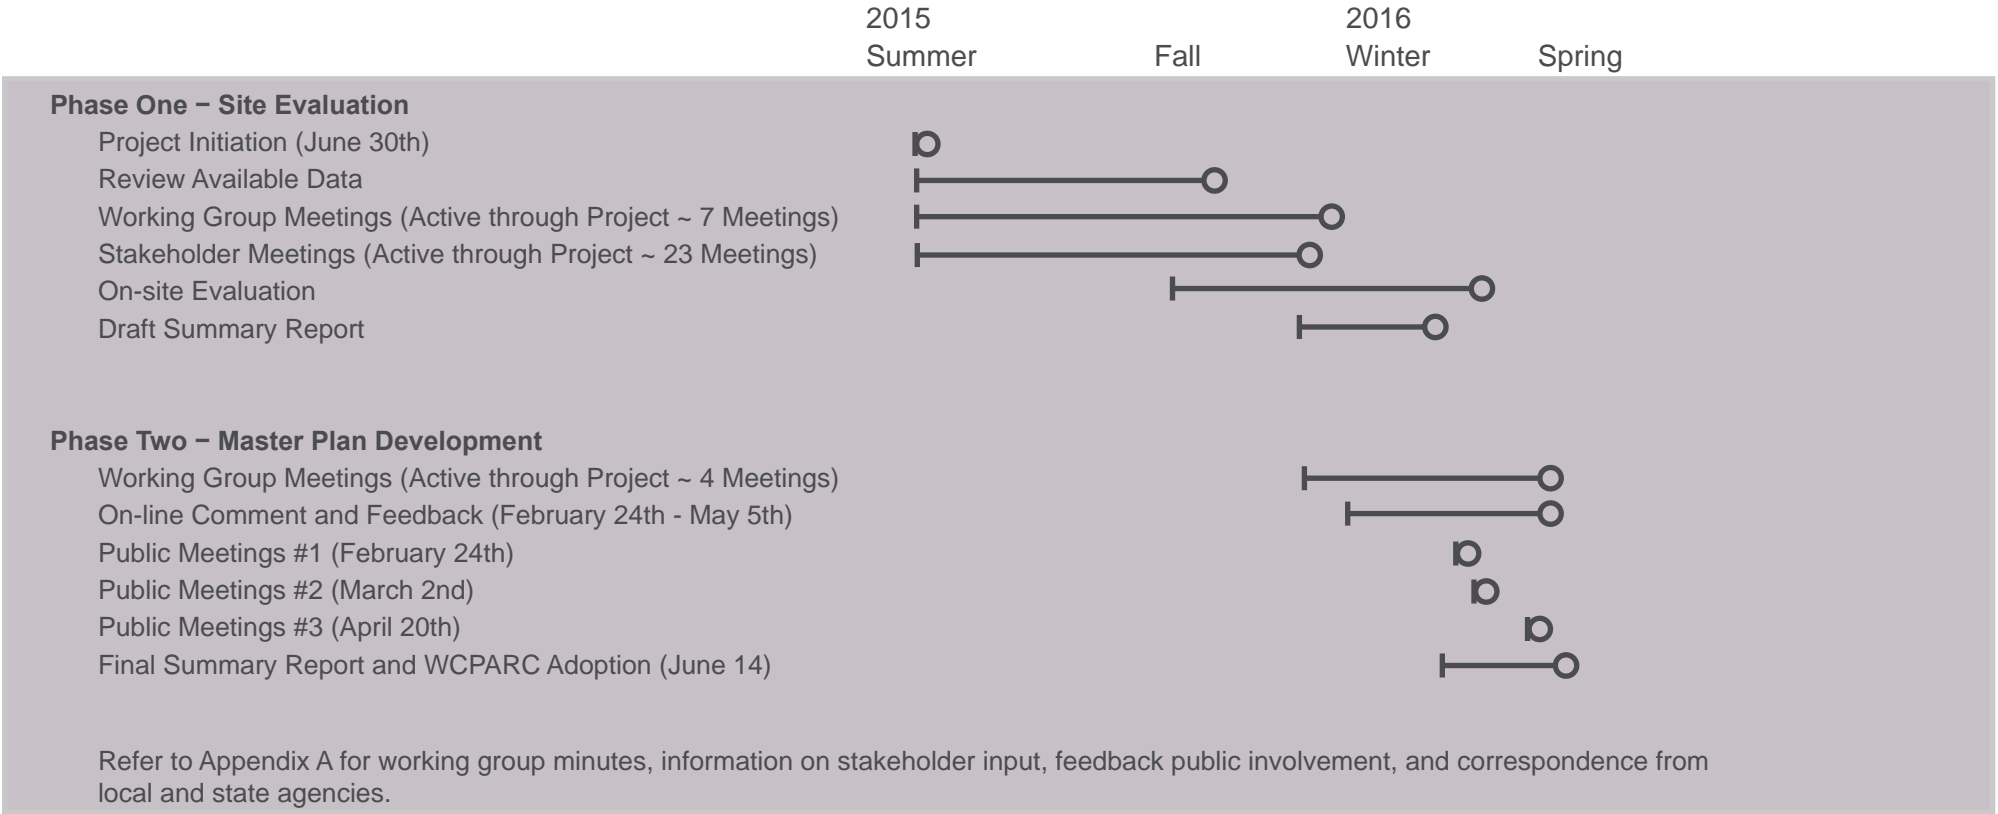 2015 2016
Summer Fall Winter Spring
Phase One − Site Evaluation
Project Initiation (June 30th)
Review Available Data
Working Group Meetings (Active through Project ~ 7 Meetings)
Stakeholder Meetings (Active through Project ~ 23 Meetings)
On-site Evaluation
Draft Summary Report
Phase Two − Master Plan Development
Working Group Meetings (Active through Project ~ 4 Meetings)
On-line Comment and Feedback (February 24th - May 5th)
Public Meetings #1 (February 24th)
Public Meetings #2 (March 2nd)
Public Meetings #3 (April 20th)
Final Summary Report and WCPARC Adoption (June 14)
Refer to Appendix A for working group minutes, information on stakeholder input, feedback public involvement, and correspondence from
local and state agencies.